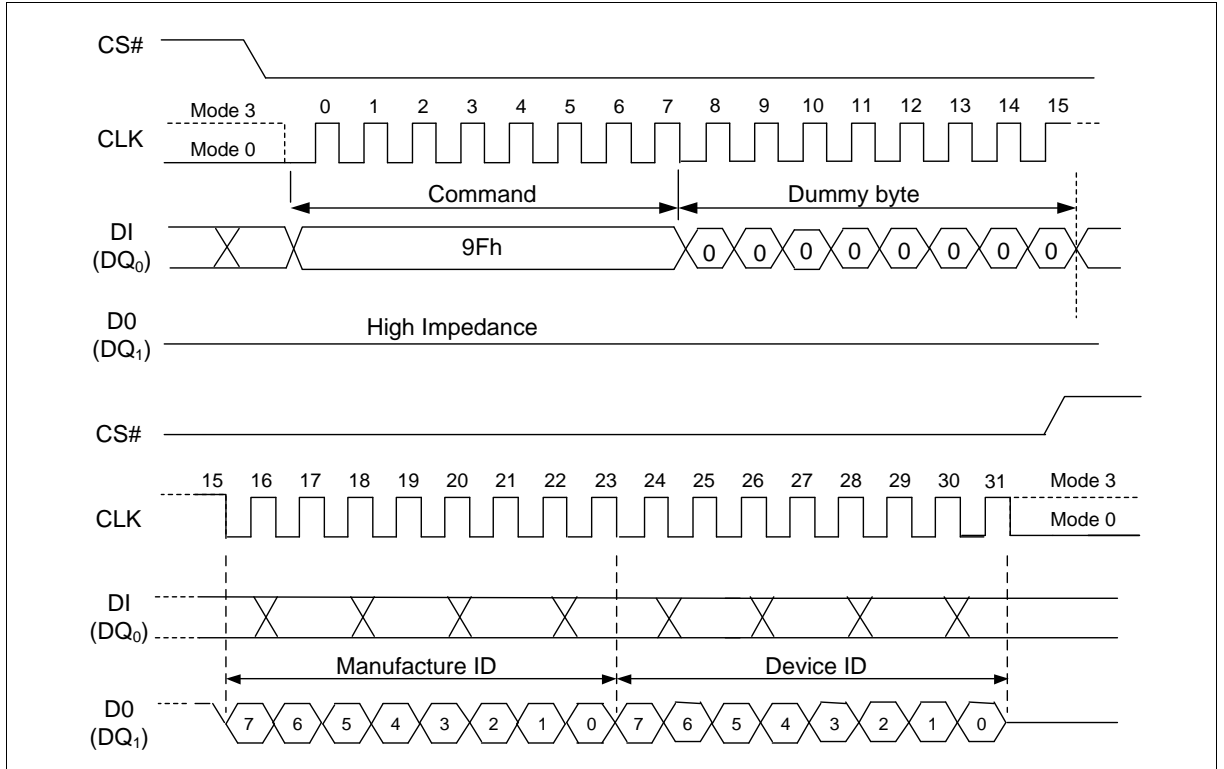 CS#
Mode 3 0 1 2 3 4 5 6 7 8 9 10 11 12 13 14 15
CLK
Mode 0
Command Dummy byte
DI
(DQ0) 9Fh 0 0 0 0 0 0 0 0
D0
(DQ1) High Impedance
CS#
15 16 17 18 19 20 21 22 23 24 25 26 27 28 29 30 31 Mode 3
CLK Mode 0
DI
(DQ0)
Manufacture ID Device ID
D0
(DQ1) 7 6 5 4 3 2 1 0 7 6 5 4 3 2 1 0